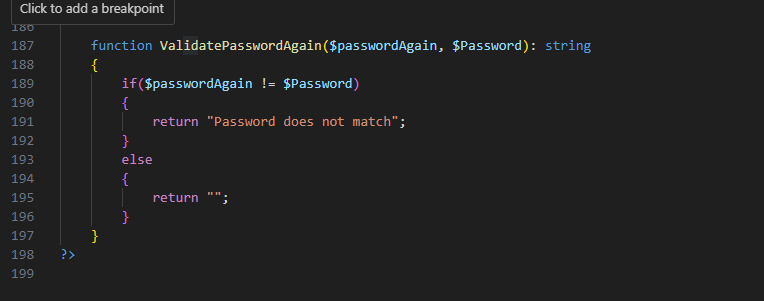 Click to add a breakpoint
186
187 function ValidatePasswordAgain($passwordAgain, $Password): string
188 {
189 if($passwordAgain != $Password)
190 {
191 return "Password does not match";
192 }
193 else
194 {
195 return "";
196 }
197 }
198 ?>
199